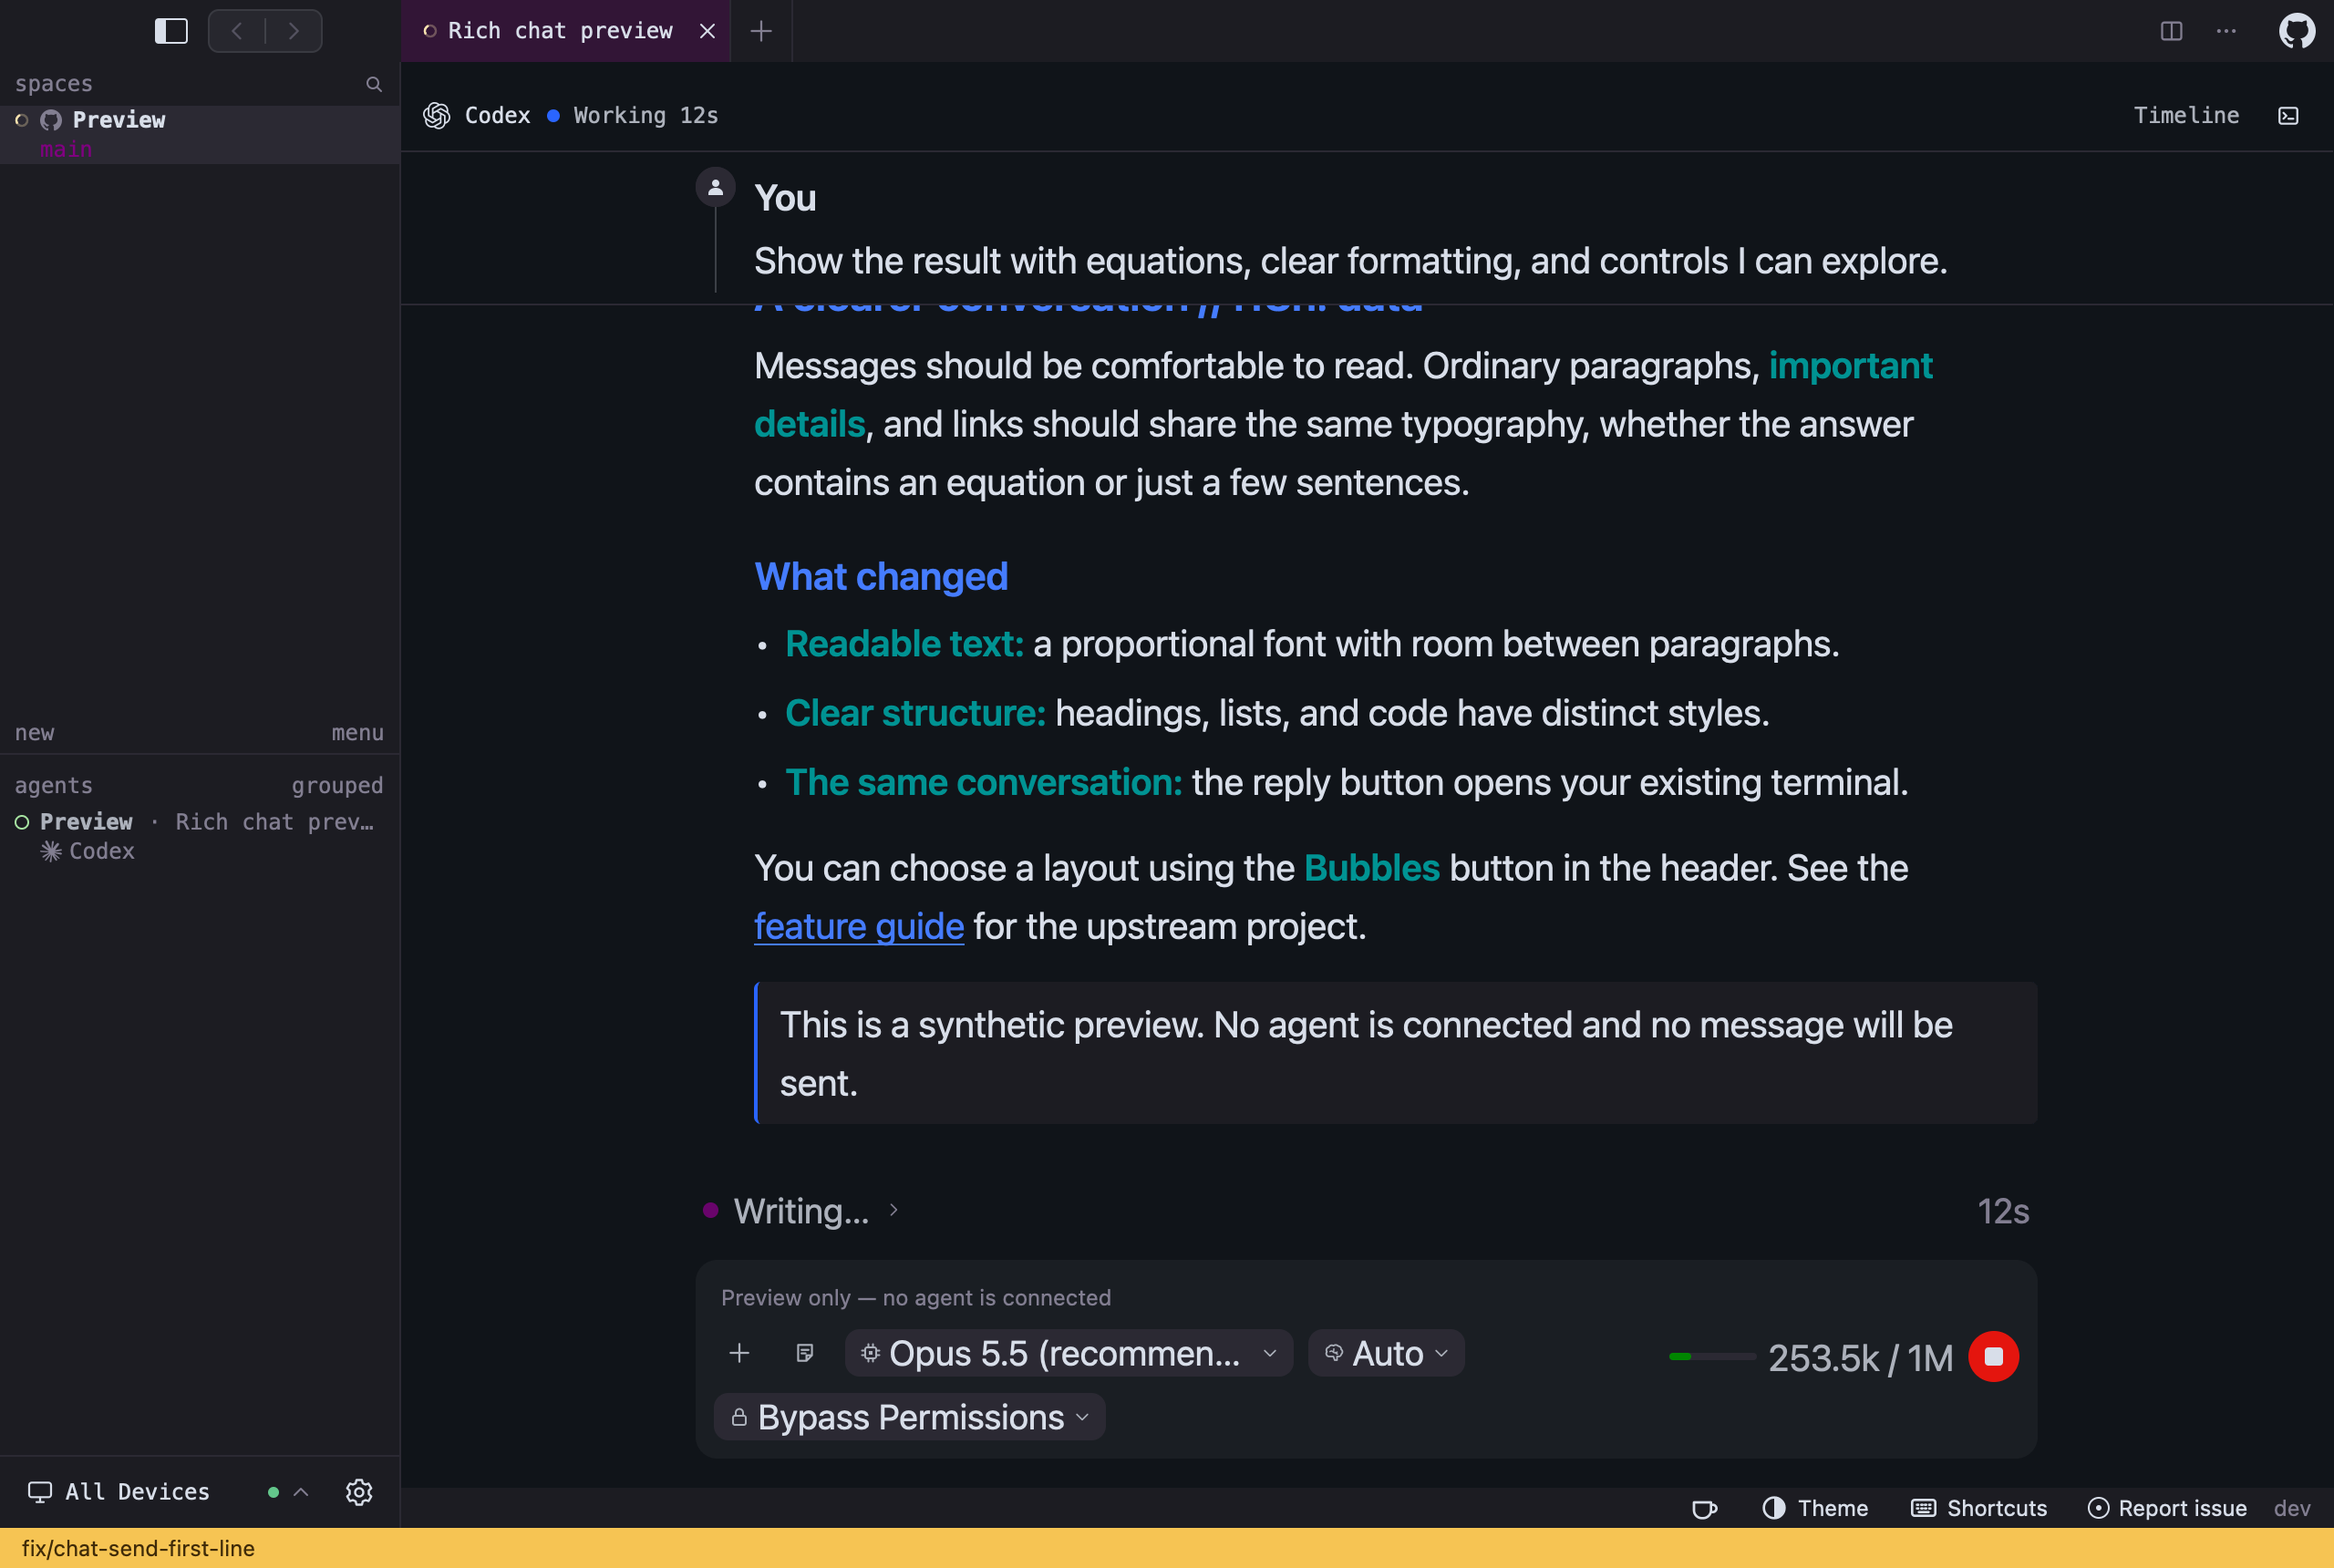 Rich chat preview
spaces
Preview
main
Codex
Working 12s
Timeline
You
Show the result with equations, clear formatting, and controls I can explore.
A clearer conversation //
data
Messages should be comfortable to read. Ordinary paragraphs, important
details, and links should share the same typography, whether the answer
contains an equation or just a few sentences.
What changed
• Readable text: a proportional font with room between paragraphs.
• Clear structure: headings, lists, and code have distinct styles.
• The same conversation: the reply button opens your existing terminal.
You can choose a layout using the Bubbles button in the header. See the
feature guide for the upstream project.
This is a synthetic preview. No agent is connected and no message will be
sent.
new
menu
agents
grouped
Preview · Rich chat prev…
Codex
Writing...
12s
Preview only — no agent is connected
Opus 5.5 (recommen...
Auto
253.5k / 1M
Bypass Permissions
All Devices
Theme
Shortcuts
Report issue
dev
fix/chat-send-first-line